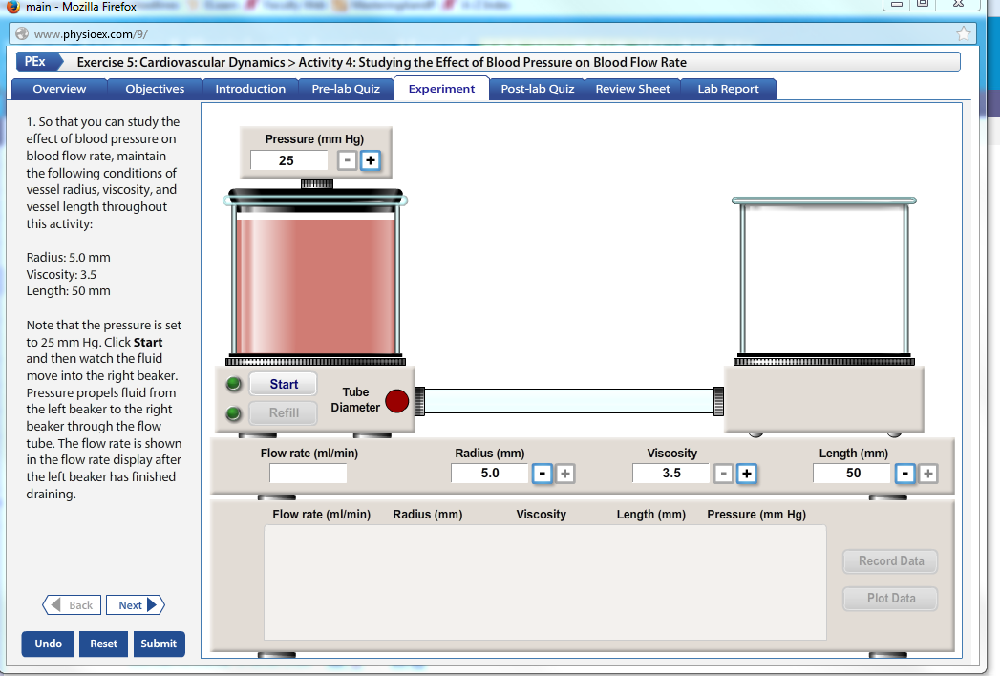 main - Mozilla Firefox
www.physioex.com/9/
PEx Exercise 5: Cardiovascular Dynamics > Activity 4: Studying the Effect of Blood Pressure on Blood Flow Rate
Overview Objectives Introduction Pre-lab Quiz Experiment Post-lab Quiz Review Sheet Lab Report
1. So that you can study the
effect of blood pressure on
blood flow rate, maintain
the following conditions of
vessel radius, viscosity, and
vessel length throughout
this activity:
Radius: 5.0 mm
Viscosity: 3.5
Length: 50 mm
Note that the pressure is set
to 25 mm Hg. Click Start
and then watch the fluid
move into the right beaker.
Pressure propels fluid from
the left beaker to the right
beaker through the flow
tube. The flow rate is shown
in the flow rate display after
the left beaker has finished
draining.
Back Next
Undo Reset Submit
Pressure (mm Hg)
25 - +
Start
Refill
Tube
Diameter
Flow rate (ml/min) Radius (mm) Viscosity Length (mm)
5.0 - + 3.5 - + 50 - +
Flow rate (ml/min) Radius (mm) Viscosity Length (mm) Pressure (mm Hg)
Record Data
Plot Data